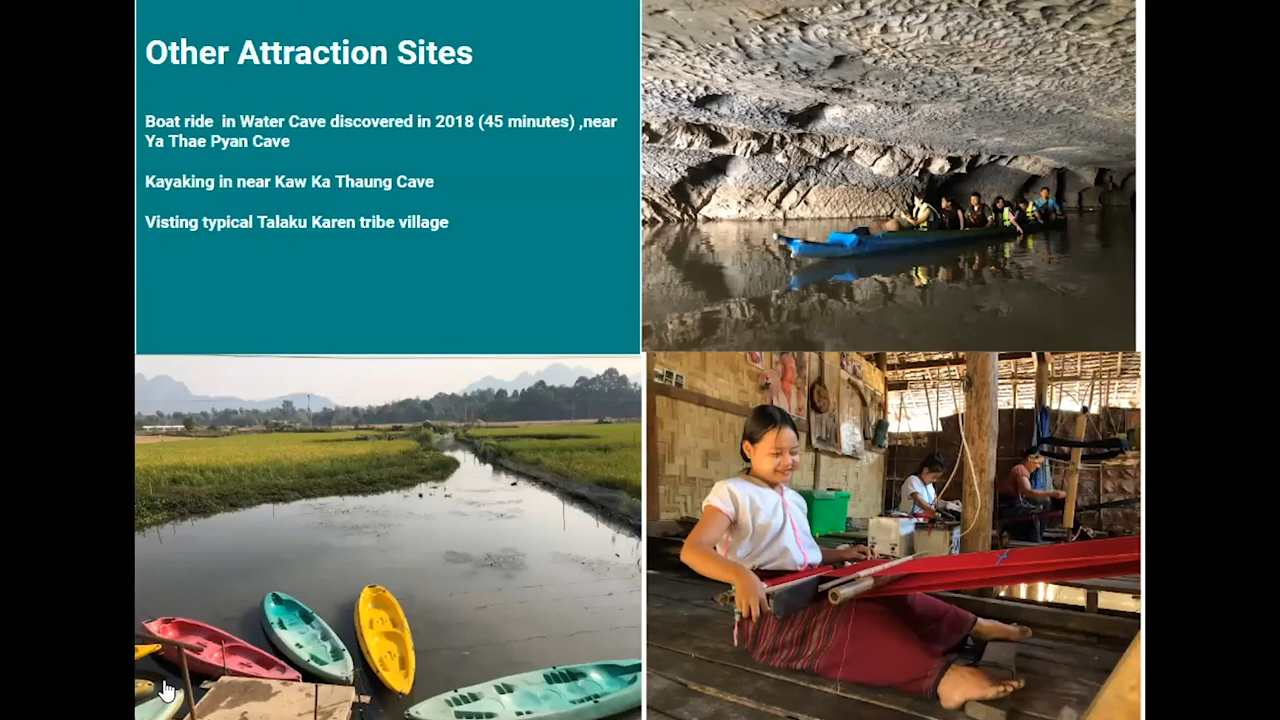 Other Attraction Sites
Boat ride  in Water Cave discovered in 2018 (45 minutes) ,near
Ya Thae Pyan Cave
Kayaking in near Kaw Ka Thaung Cave
Visting typical Talaku Karen tribe village